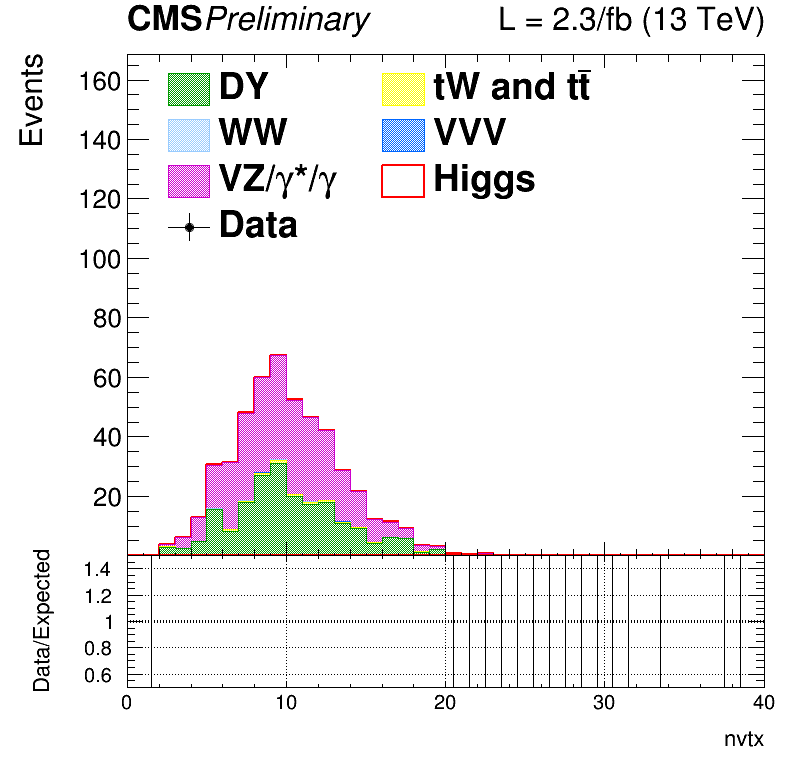 CMS Preliminary L = 2.3/fb (13 TeV)
Events
160
140
120
100
80
60
40
20
DY tW and tt̄
WW VVV
VZ/γ*/γ Higgs
Data
Data/Expected
1.4
1.2
1
0.8
0.6
0 10 20 30 40
nvtx